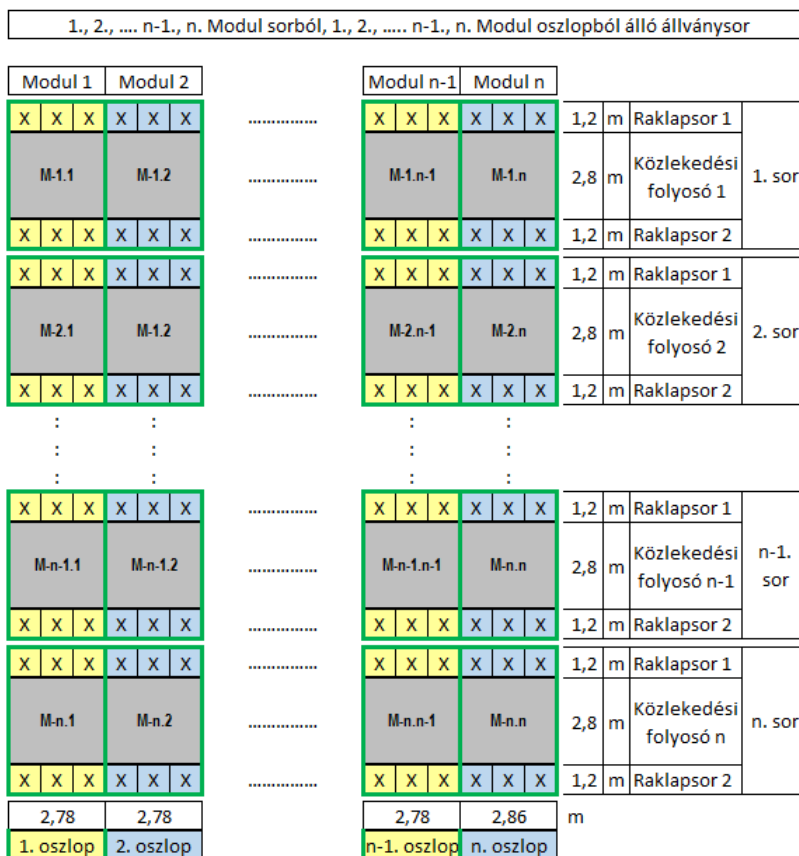 1., 2., .... n-1., n. Modul sorból, 1., 2., ..... n-1., n. Modul oszlopból álló állványsor
Modul 1 Modul 2 Modul n-1 Modul n
X X X X X X ............... X X X X X X 1,2 m Raklapsor 1
M-1.1 M-1.2 ............... M-1.n-1 M-1.n 2,8 m Közlekedési folyosó 1 1. sor
X X X X X X ............... X X X X X X 1,2 m Raklapsor 2
X X X X X X ............... X X X X X X 1,2 m Raklapsor 1
M-2.1 M-1.2 ............... M-2.n-1 M-2.n 2,8 m Közlekedési folyosó 2 2. sor
X X X X X X ............... X X X X X X 1,2 m Raklapsor 2
: : : :
: : : :
: : : :
X X X X X X ............... X X X X X X 1,2 m Raklapsor 1
M-n-1.1 M-n-1.2 ............... M-n-1.n-1 M-n.n 2,8 m Közlekedési folyosó n-1 n-1. sor
X X X X X X ............... X X X X X X 1,2 m Raklapsor 2
X X X X X X ............... X X X X X X 1,2 m Raklapsor 1
M-n.1 M-n.2 ............... M-n.n-1 M-n.n 2,8 m Közlekedési folyosó n n. sor
X X X X X X ............... X X X X X X 1,2 m Raklapsor 2
2,78 2,78 2,78 2,86 m
1. oszlop 2. oszlop n-1. oszlop n. oszlop